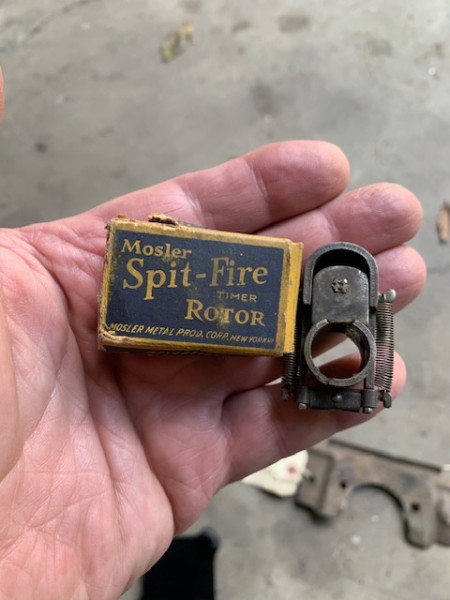 Mosler
Spit-Fire
TIMER
ROTOR
MOSLER METAL PROD. CORP. NEW YORK